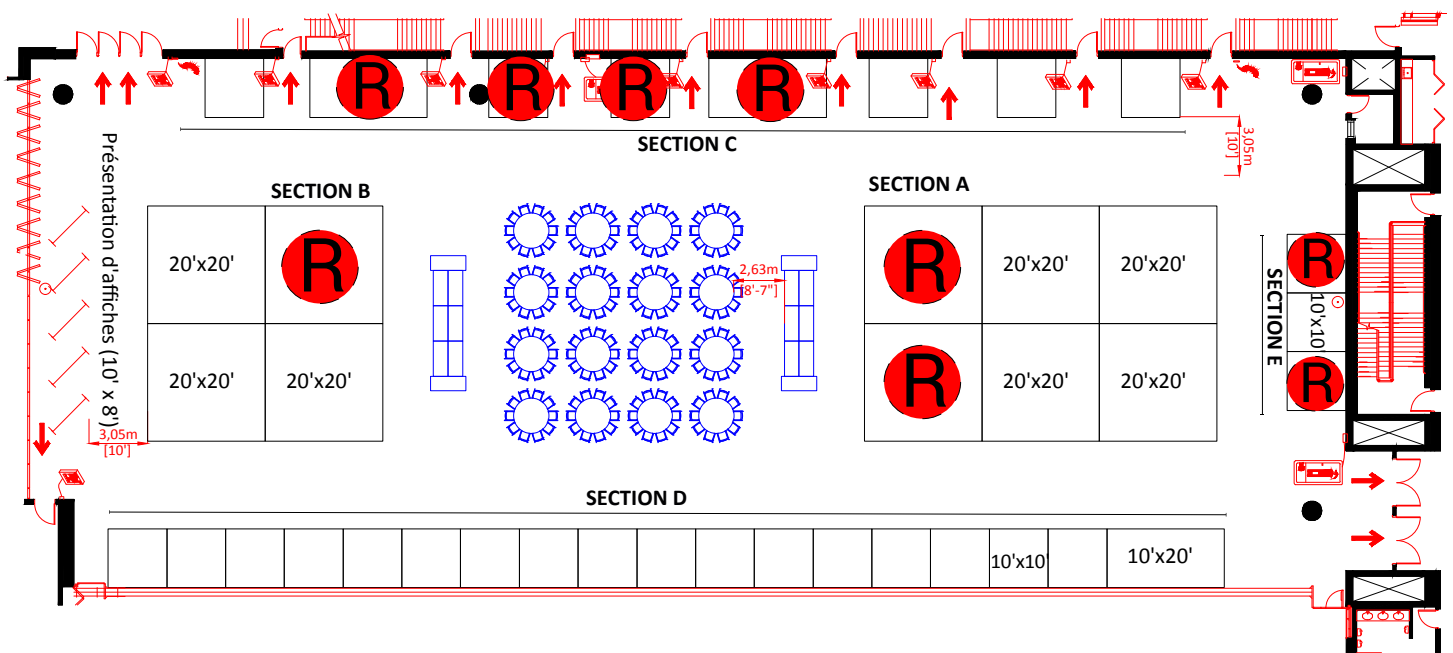 R
R
R
R
SECTION C
3,05m
[10']
Présentation d'affiches (10' x 8')
SECTION B
SECTION A
20'x20'
R
R
20'x20'
20'x20'
2,63m
[8'-7"]
20'x20'
20'x20'
R
20'x20'
20'x20'
SECTION E
R
10'x10'
R
3,05m
[10']
SECTION D
10'x10'
10'x20'